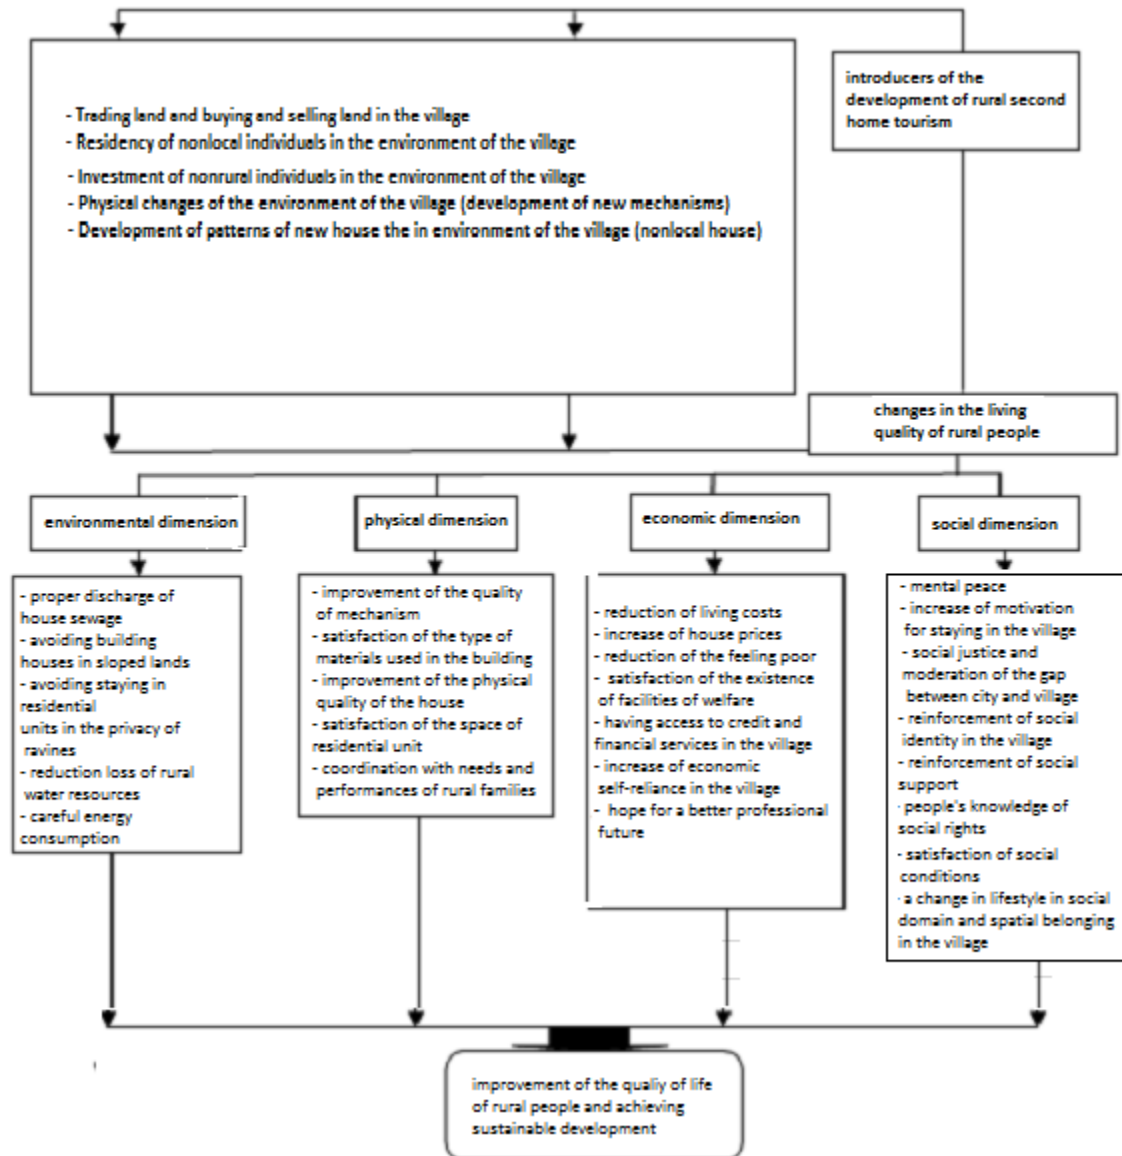 - Trading land and buying and selling land in the village
- Residency of nonlocal individuals in the environment of the village
- Investment of nonrural individuals in the environment of the village
- Physical changes of the environment of the village (development of new mechanisms)
- Development of patterns of new house the in environment of the village (nonlocal house)
introducers of the
development of rural second
home tourism
changes in the living
quality of rural people
environmental dimension
physical dimension
economic dimension
social dimension
- proper discharge of
house sewage
- avoiding building
houses in sloped lands
- avoiding staying in
residential
units in the privacy of
ravines
- reduction loss of rural
water resources
- careful energy
consumption
- improvement of the quality
of mechanism
- satisfaction of the type of
materials used in the building
- improvement of the physical
quality of the house
- satisfaction of the space of
residential unit
- coordination with needs and
performances of rural families
- reduction of living costs
- increase of house prices
- reduction of the feeling poor
- satisfaction of the existence
of facilities of welfare
- having access to credit and
financial services in the village
- increase of economic
self-reliance in the village
- hope for a better professional
future
- mental peace
- increase of motivation
for staying in the village
- social justice and
moderation of the gap
between city and village
- reinforcement of social
identity in the village
- reinforcement of social
support
· people's knowledge of
social rights
- satisfaction of social
conditions
· a change in lifestyle in social
domain and spatial belonging
in the village
improvement of the qualiy of life
of rural people and achieving
sustainable development